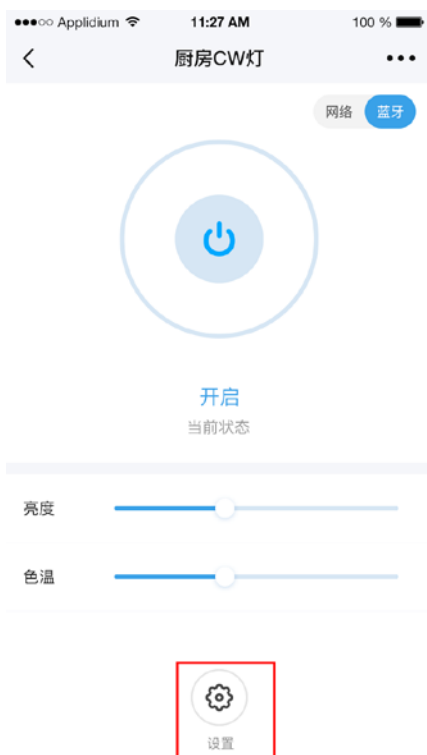 ●●●○○ Applidium 11:27 AM 100 %
厨房CW灯
网络 蓝牙
开启
当前状态
亮度
色温
设置